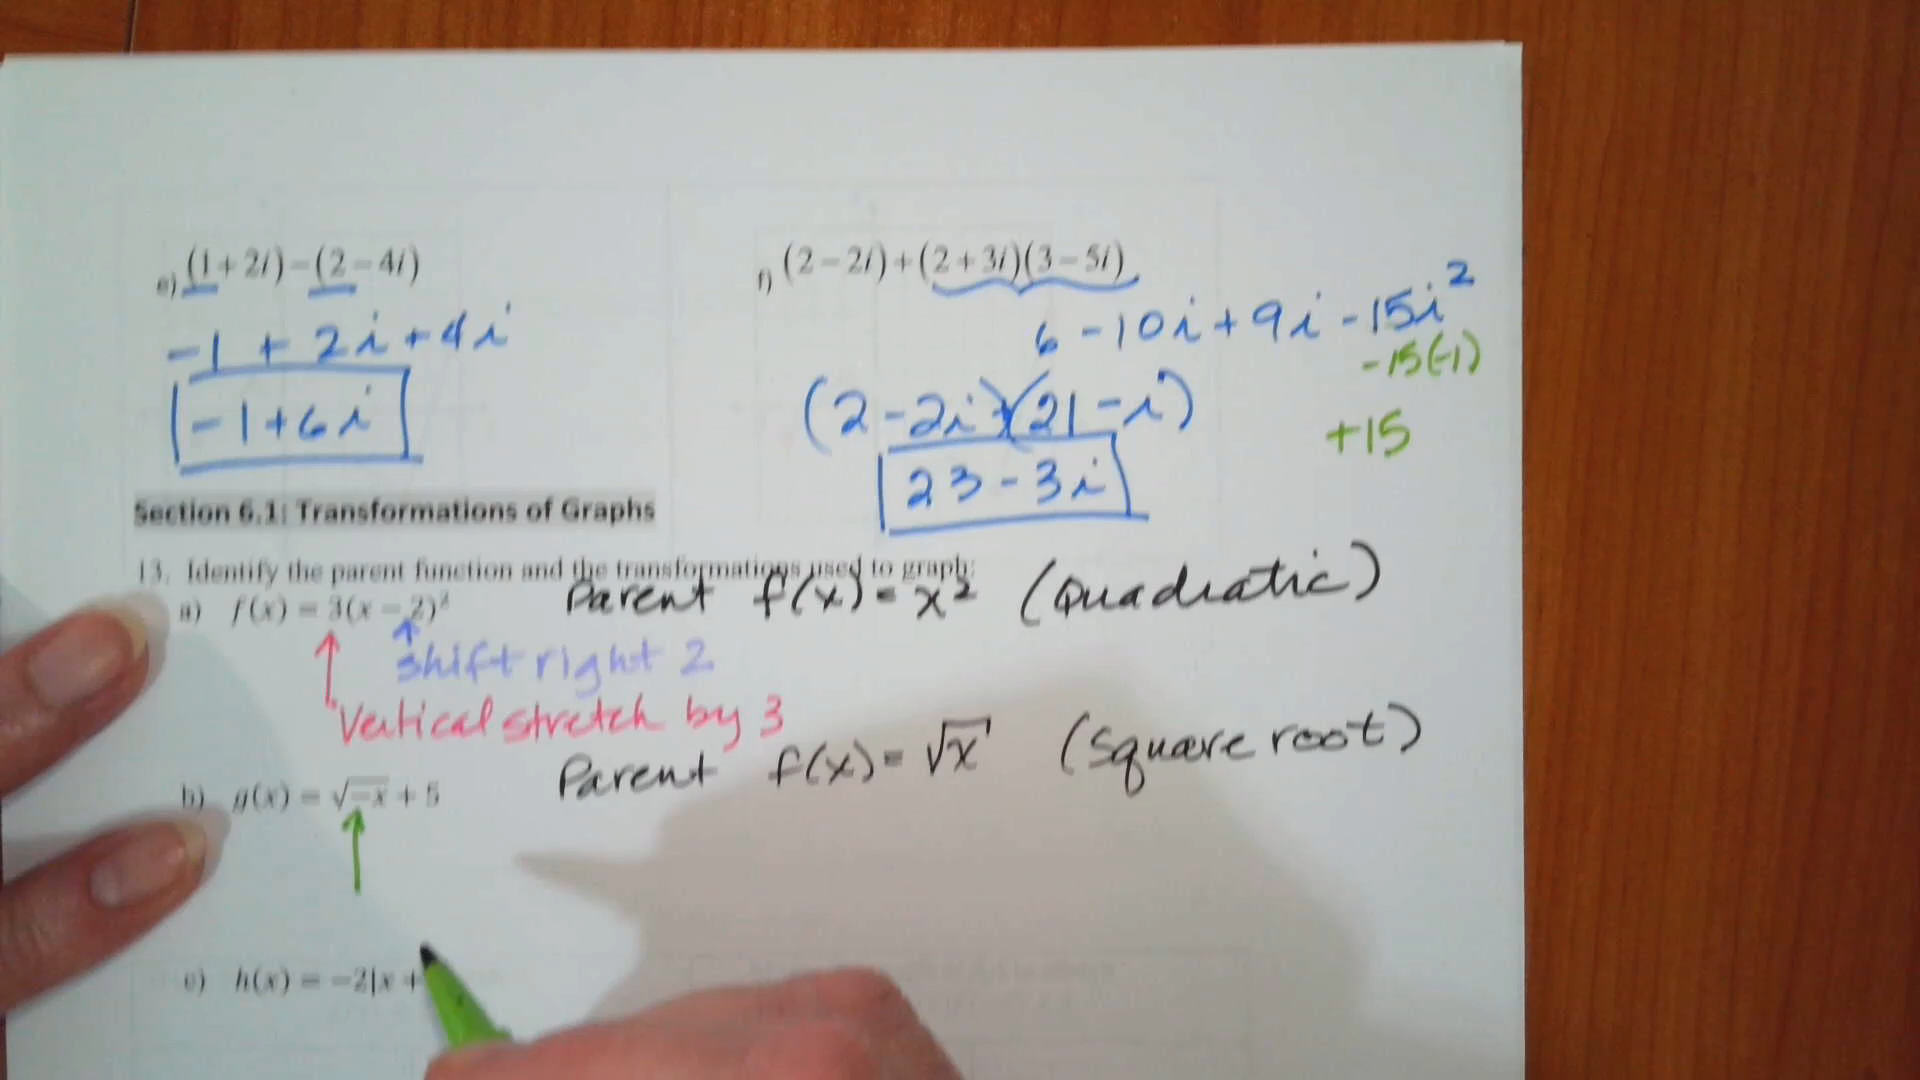 e) (1 + 2i) − (2 − 4i)
-1 + 2i + 4i
-1 + 6i
f) (2 − 2i) + (2 + 3i)(3 − 5i)
6 - 10i + 9i - 15i²
-15(-1)
+15
(2 - 2i) + (21 - i)
23 - 3i
Section 6.1: Transformations of Graphs
13. Identify the parent function and the transformations used to graph:
a) f(x) = 3(x − 2)²
Parent f(x) = x² (Quadratic)
Shift right 2
Vertical stretch by 3
b) g(x) = √−x + 5
Parent f(x) = √x (Square root)
c) h(x) = −2|x +